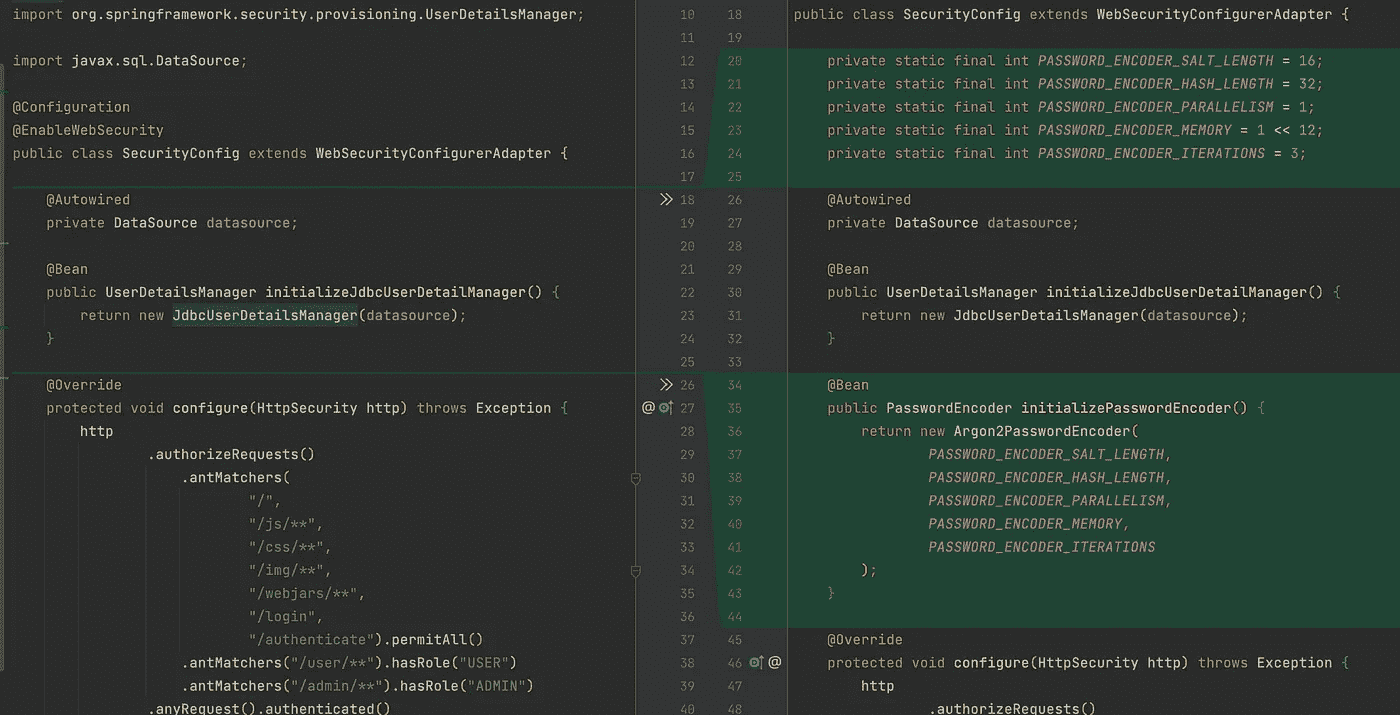 import org.springframework.security.provisioning.UserDetailsManager;
import javax.sql.DataSource;
@Configuration
@EnableWebSecurity
public class SecurityConfig extends WebSecurityConfigurerAdapter {
@Autowired
private DataSource datasource;
@Bean
public UserDetailsManager initializeJdbcUserDetailManager() {
return new JdbcUserDetailsManager(datasource);
}
@Override
protected void configure(HttpSecurity http) throws Exception {
http
.authorizeRequests()
.antMatchers(
"/",
"/js/**",
"/css/**",
"/img/**",
"/webjars/**",
"/login",
"/authenticate").permitAll()
.antMatchers("/user/**").hasRole("USER")
.antMatchers("/admin/**").hasRole("ADMIN")
.anyRequest().authenticated()
10 18
11 19
12 20
13 21
14 22
15 23
16 24
17 25
» 18 26
19 27
20 28
21 29
22 30
23 31
24 32
25 33
» 26 34
@ 27 35
28 36
29 37
30 38
31 39
32 40
33 41
34 42
35 43
36 44
37 45
38 46 @
39 47
40 48
public class SecurityConfig extends WebSecurityConfigurerAdapter {
private static final int PASSWORD_ENCODER_SALT_LENGTH = 16;
private static final int PASSWORD_ENCODER_HASH_LENGTH = 32;
private static final int PASSWORD_ENCODER_PARALLELISM = 1;
private static final int PASSWORD_ENCODER_MEMORY = 1 << 12;
private static final int PASSWORD_ENCODER_ITERATIONS = 3;
@Autowired
private DataSource datasource;
@Bean
public UserDetailsManager initializeJdbcUserDetailManager() {
return new JdbcUserDetailsManager(datasource);
}
@Bean
public PasswordEncoder initializePasswordEncoder() {
return new Argon2PasswordEncoder(
PASSWORD_ENCODER_SALT_LENGTH,
PASSWORD_ENCODER_HASH_LENGTH,
PASSWORD_ENCODER_PARALLELISM,
PASSWORD_ENCODER_MEMORY,
PASSWORD_ENCODER_ITERATIONS
);
}
@Override
protected void configure(HttpSecurity http) throws Exception {
http
.authorizeRequests()